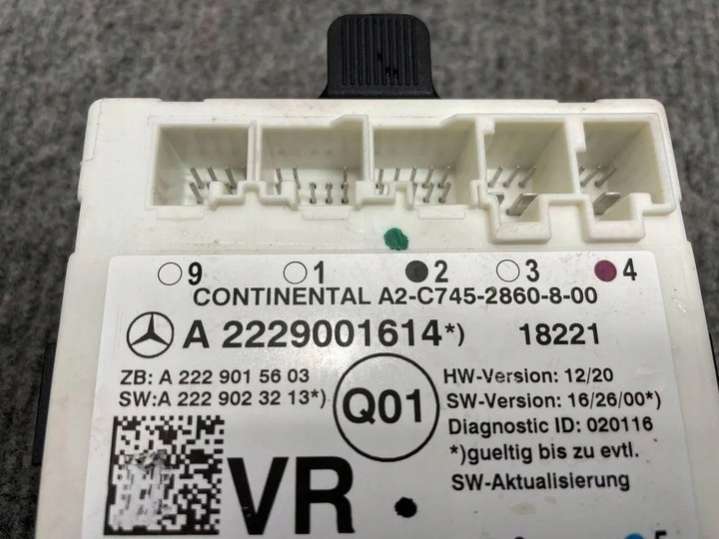 9 1 2 3 4
CONTINENTAL A2-C745-2860-8-00
A 2229001614*) 18221
ZB: A 222 901 56 03
SW:A 222 902 32 13*)
Q01
HW-Version: 12/20
SW-Version: 16/26/00*)
Diagnostic ID: 020116
*)gueltig bis zu evtl.
SW-Aktualisierung
VR